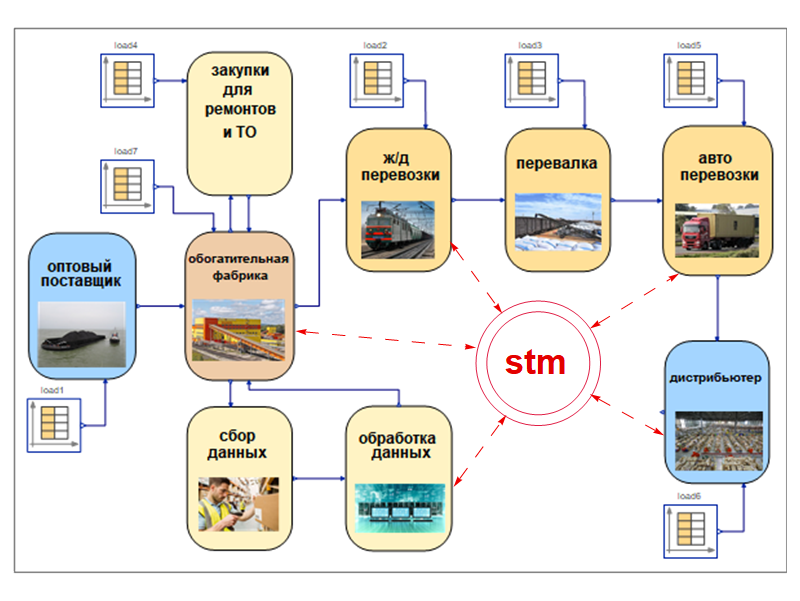 load4
закупки
для
ремонтов
и ТО
load2
ж/д
перевозки
load3
перевалка
load5
авто
перевозки
load7
оптовый
поставщик
load1
обогатительная
фабрика
stm
дистрибьютер
load6
сбор
данных
обработка
данных